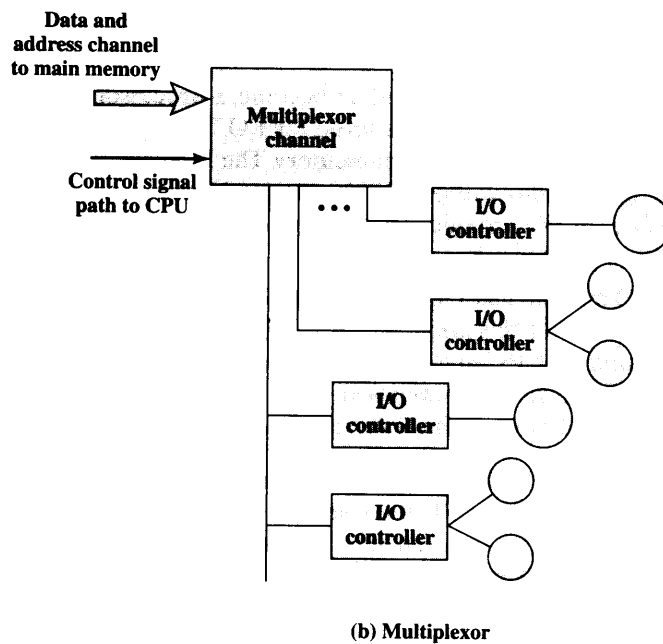 Data and
address channel
to main memory
Multiplexor
channel
Control signal
path to CPU
...
I/O
controller
I/O
controller
I/O
controller
I/O
controller
(b) Multiplexor